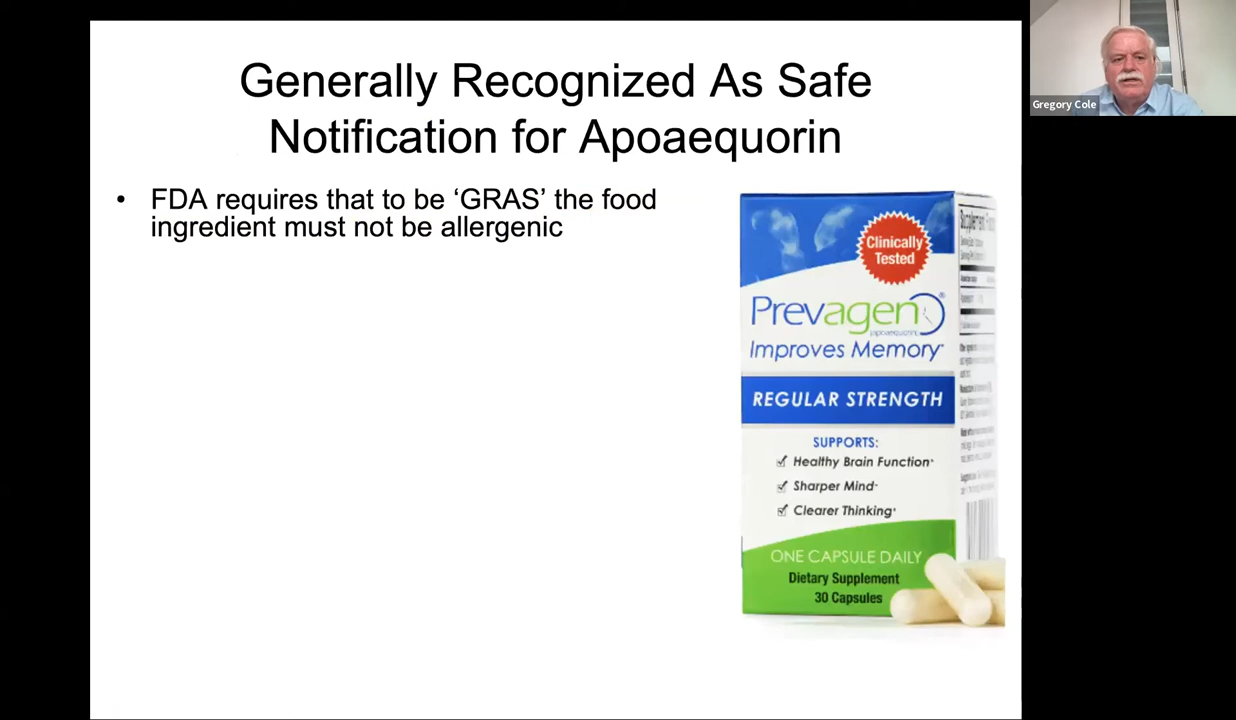 Generally Recognized As Safe
Notification for Apoaequorin
• FDA requires that to be ‘GRAS’ the food
ingredient must not be allergenic
Clinically
Tested
Prevagen®
(apoaequorin)
Improves Memory*
REGULAR STRENGTH
SUPPORTS:
Healthy Brain Function*
Sharper Mind*
Clearer Thinking*
ONE CAPSULE DAILY
Dietary Supplement
30 Capsules
Gregory Cole